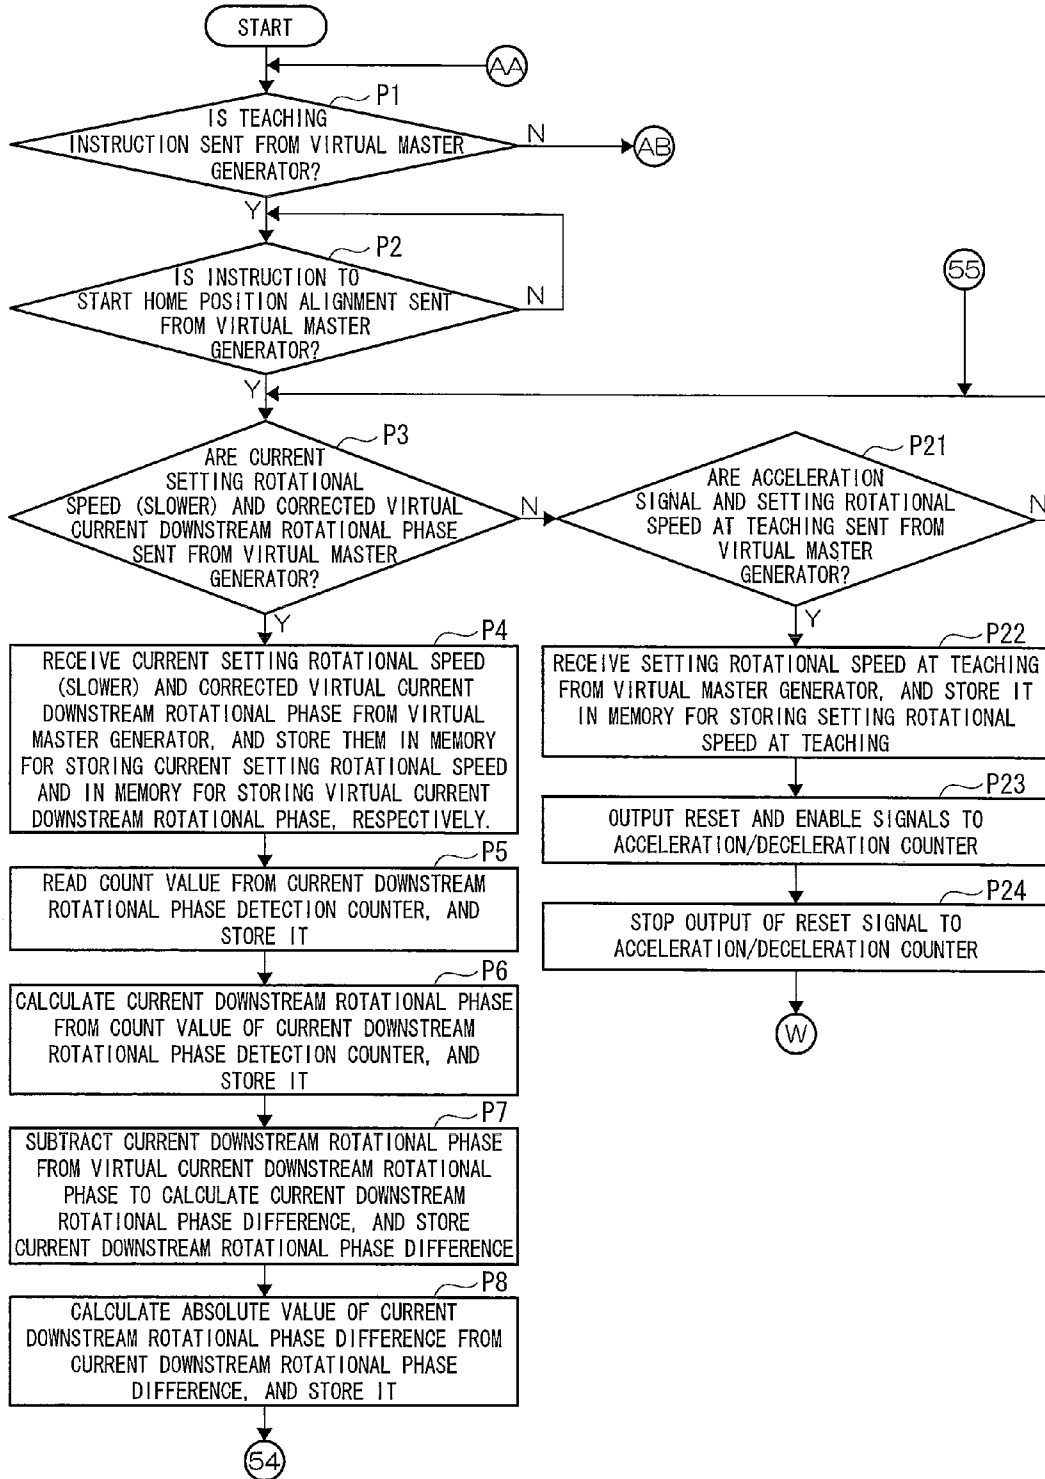 START
AA
P1
IS TEACHING
INSTRUCTION SENT FROM VIRTUAL MASTER
GENERATOR?
N
AB
Y
P2
IS INSTRUCTION TO
START HOME POSITION ALIGNMENT SENT
FROM VIRTUAL MASTER
GENERATOR?
N
55
Y
P3
ARE CURRENT
SETTING ROTATIONAL
SPEED (SLOWER) AND CORRECTED VIRTUAL
CURRENT DOWNSTREAM ROTATIONAL PHASE
SENT FROM VIRTUAL MASTER
GENERATOR?
N
Y
P21
ARE ACCELERATION
SIGNAL AND SETTING ROTATIONAL
SPEED AT TEACHING SENT FROM
VIRTUAL MASTER
GENERATOR?
N
Y
P4
RECEIVE CURRENT SETTING ROTATIONAL SPEED
(SLOWER) AND CORRECTED VIRTUAL CURRENT
DOWNSTREAM ROTATIONAL PHASE FROM VIRTUAL
MASTER GENERATOR, AND STORE THEM IN MEMORY
FOR STORING CURRENT SETTING ROTATIONAL SPEED
AND IN MEMORY FOR STORING VIRTUAL CURRENT
DOWNSTREAM ROTATIONAL PHASE, RESPECTIVELY.
P5
READ COUNT VALUE FROM CURRENT DOWNSTREAM
ROTATIONAL PHASE DETECTION COUNTER, AND
STORE IT
P6
CALCULATE CURRENT DOWNSTREAM ROTATIONAL PHASE
FROM COUNT VALUE OF CURRENT DOWNSTREAM
ROTATIONAL PHASE DETECTION COUNTER, AND
STORE IT
P7
SUBTRACT CURRENT DOWNSTREAM ROTATIONAL PHASE
FROM VIRTUAL CURRENT DOWNSTREAM ROTATIONAL
PHASE TO CALCULATE CURRENT DOWNSTREAM
ROTATIONAL PHASE DIFFERENCE, AND STORE
CURRENT DOWNSTREAM ROTATIONAL PHASE DIFFERENCE
P8
CALCULATE ABSOLUTE VALUE OF CURRENT
DOWNSTREAM ROTATIONAL PHASE DIFFERENCE FROM
CURRENT DOWNSTREAM ROTATIONAL PHASE
DIFFERENCE, AND STORE IT
54
P22
RECEIVE SETTING ROTATIONAL SPEED AT TEACHING
FROM VIRTUAL MASTER GENERATOR, AND STORE IT
IN MEMORY FOR STORING SETTING ROTATIONAL
SPEED AT TEACHING
P23
OUTPUT RESET AND ENABLE SIGNALS TO
ACCELERATION/DECELERATION COUNTER
P24
STOP OUTPUT OF RESET SIGNAL TO
ACCELERATION/DECELERATION COUNTER
W